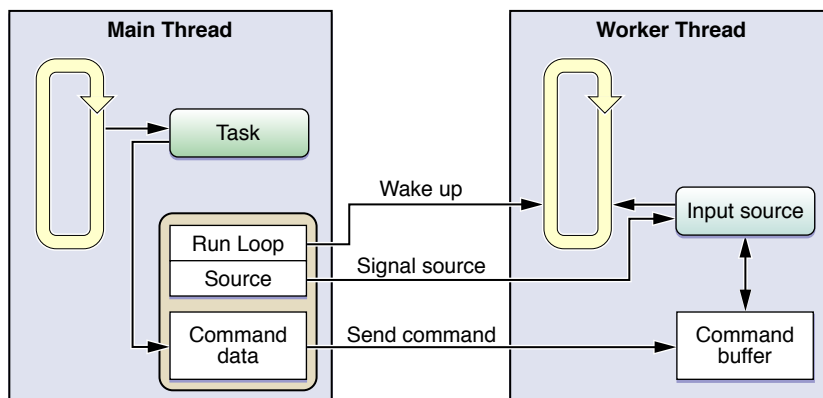 Main Thread
Worker Thread
Task
Wake up
Input source
Run Loop
Source
Signal source
Command
data
Send command
Command
buffer